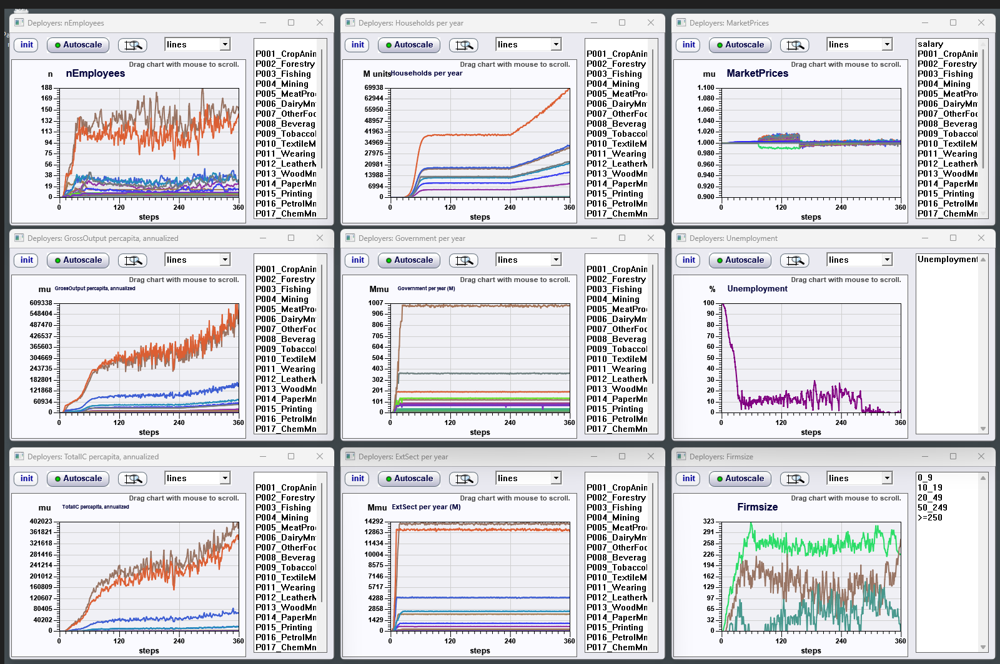 Deployers: nEmployees
init
Autoscale
lines
Drag chart with mouse to scroll.
n
nEmployees
188
169
150
132
113
94
75
56
38
19
0
0
120
240
360
steps
P001_CropAnin
P002_Forestry
P003_Fishing
P004_Mining
P005_MeatPro
P006_DairyMn
P007_OtherFoc
P008_Beverag
P009_Tobacco
P010_TextileM
P011_Wearing
P012_LeatherM
P013_WoodMn
P014_PaperMn
P015_Printing
P016_PetrolMn
P017_ChemMn
Deployers: Households per year
init
Autoscale
lines
Drag chart with mouse to scroll.
M units
Households per year
69938
62944
55950
48957
41963
34969
27975
20981
13988
6994
0
0
120
240
360
steps
P001_CropAnin
P002_Forestry
P003_Fishing
P004_Mining
P005_MeatPro
P006_DairyMn
P007_OtherFoc
P008_Beverag
P009_Tobacco
P010_TextileM
P011_Wearing
P012_LeatherM
P013_WoodMn
P014_PaperMn
P015_Printing
P016_PetrolMn
P017_ChemMn
Deployers: MarketPrices
init
Autoscale
lines
Drag chart with mouse to scroll.
mu
MarketPrices
1.100
1.080
1.060
1.040
1.020
1.000
0.980
0.960
0.940
0.920
0.900
0
120
240
360
steps
salary
P001_CropAnin
P002_Forestry
P003_Fishing
P004_Mining
P005_MeatPro
P006_DairyMn
P007_OtherFoc
P008_Beverag
P009_Tobacco
P010_TextileM
P011_Wearing
P012_LeatherM
P013_WoodMn
P014_PaperMn
P015_Printing
P016_PetrolMn
P017_ChemMn
Deployers: GrossOutput percapita, annualized
init
Autoscale
lines
Drag chart with mouse to scroll.
mu
GrossOutput percapita, annualized
609338
548404
487470
426537
365603
304669
243735
182801
121868
60934
0
0
120
240
360
steps
P001_CropAnin
P002_Forestry
P003_Fishing
P004_Mining
P005_MeatPro
P006_DairyMn
P007_OtherFoc
P008_Beverag
P009_Tobacco
P010_TextileM
P011_Wearing
P012_LeatherM
P013_WoodMn
P014_PaperMn
P015_Printing
P016_PetrolMn
P017_ChemMn
Deployers: Government per year
init
Autoscale
lines
Drag chart with mouse to scroll.
Mmu
Government per year (M)
1007
906
806
705
604
504
403
302
201
101
0
0
120
240
360
steps
P001_CropAnin
P002_Forestry
P003_Fishing
P004_Mining
P005_MeatPro
P006_DairyMn
P007_OtherFoc
P008_Beverag
P009_Tobacco
P010_TextileM
P011_Wearing
P012_LeatherM
P013_WoodMn
P014_PaperMn
P015_Printing
P016_PetrolMn
P017_ChemMn
Deployers: Unemployment
init
Autoscale
lines
Drag chart with mouse to scroll.
%
Unemployment
100
90
80
70
60
50
40
30
20
10
0
0
120
240
360
steps
Unemployment
Deployers: TotalIC percapita, annualized
init
Autoscale
lines
Drag chart with mouse to scroll.
mu
TotalIC percapita, annualized
402023
361821
321618
281416
241214
201012
160809
120607
80405
40202
0
0
120
240
360
steps
P001_CropAnin
P002_Forestry
P003_Fishing
P004_Mining
P005_MeatPro
P006_DairyMn
P007_OtherFoc
P008_Beverag
P009_Tobacco
P010_TextileM
P011_Wearing
P012_LeatherM
P013_WoodMn
P014_PaperMn
P015_Printing
P016_PetrolMn
P017_ChemMn
Deployers: ExtSect per year
init
Autoscale
lines
Drag chart with mouse to scroll.
Mmu
ExtSect per year (M)
14292
12863
11434
10004
8575
7146
5717
4288
2858
1429
0
0
120
240
360
steps
P001_CropAnin
P002_Forestry
P003_Fishing
P004_Mining
P005_MeatPro
P006_DairyMn
P007_OtherFoc
P008_Beverag
P009_Tobacco
P010_TextileM
P011_Wearing
P012_LeatherM
P013_WoodMn
P014_PaperMn
P015_Printing
P016_PetrolMn
P017_ChemMn
Deployers: Firmsize
init
Autoscale
lines
Drag chart with mouse to scroll.
Firmsize
323
291
258
226
194
162
129
97
65
32
0
0
120
240
360
steps
0_9
10_19
20_49
50_249
>=250